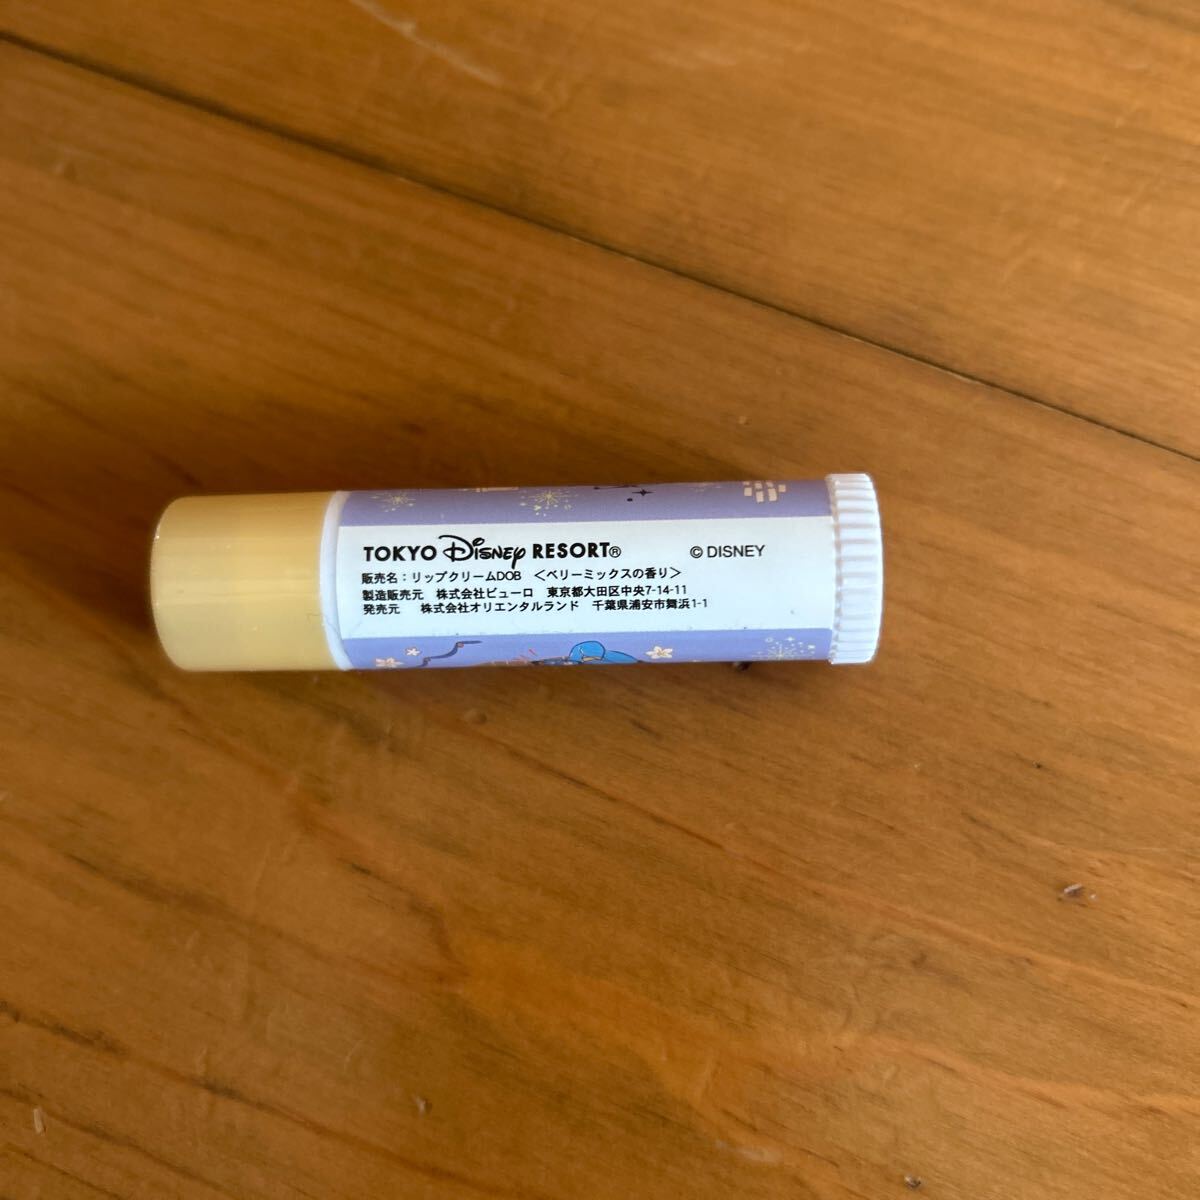 TOKYO Disney RESORT® © DISNEY
販売名：リップクリームDOB ＜ベリーミックスの香り＞
製造販売元 株式会社ビューロ 東京都大田区中央7-14-11
発売元 株式会社オリエンタルランド 千葉県浦安市舞浜1-1